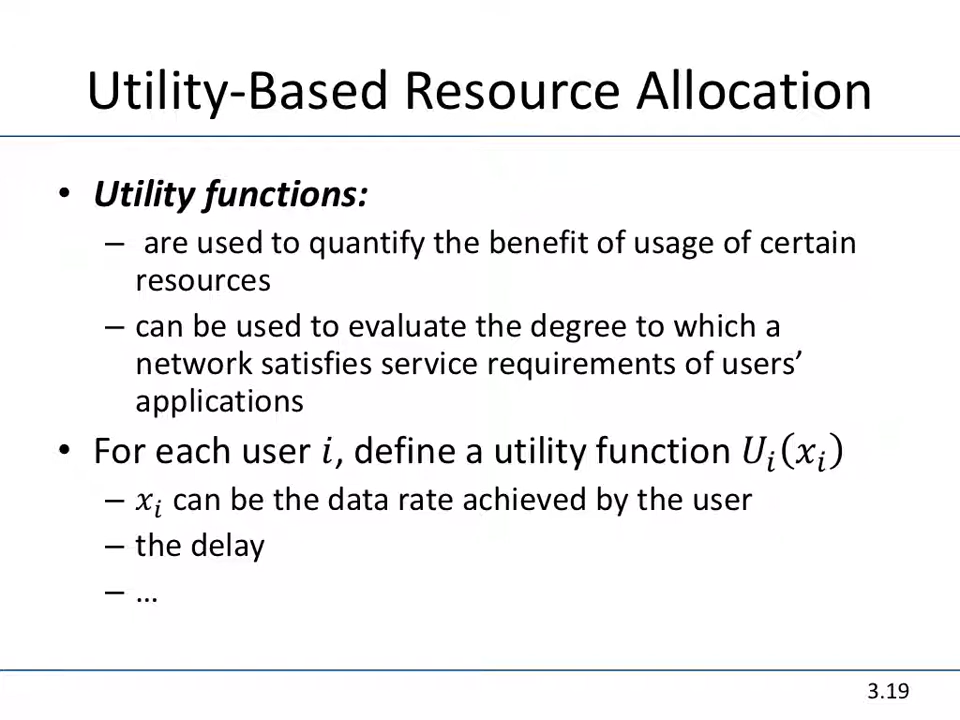 Utility-Based Resource Allocation
• Utility functions:
– are used to quantify the benefit of usage of certain
resources
– can be used to evaluate the degree to which a
network satisfies service requirements of users’
applications
• For each user 𝑖, define a utility function 𝑈ᵢ(𝑥ᵢ)
– 𝑥ᵢ can be the data rate achieved by the user
– the delay
– …
3.19